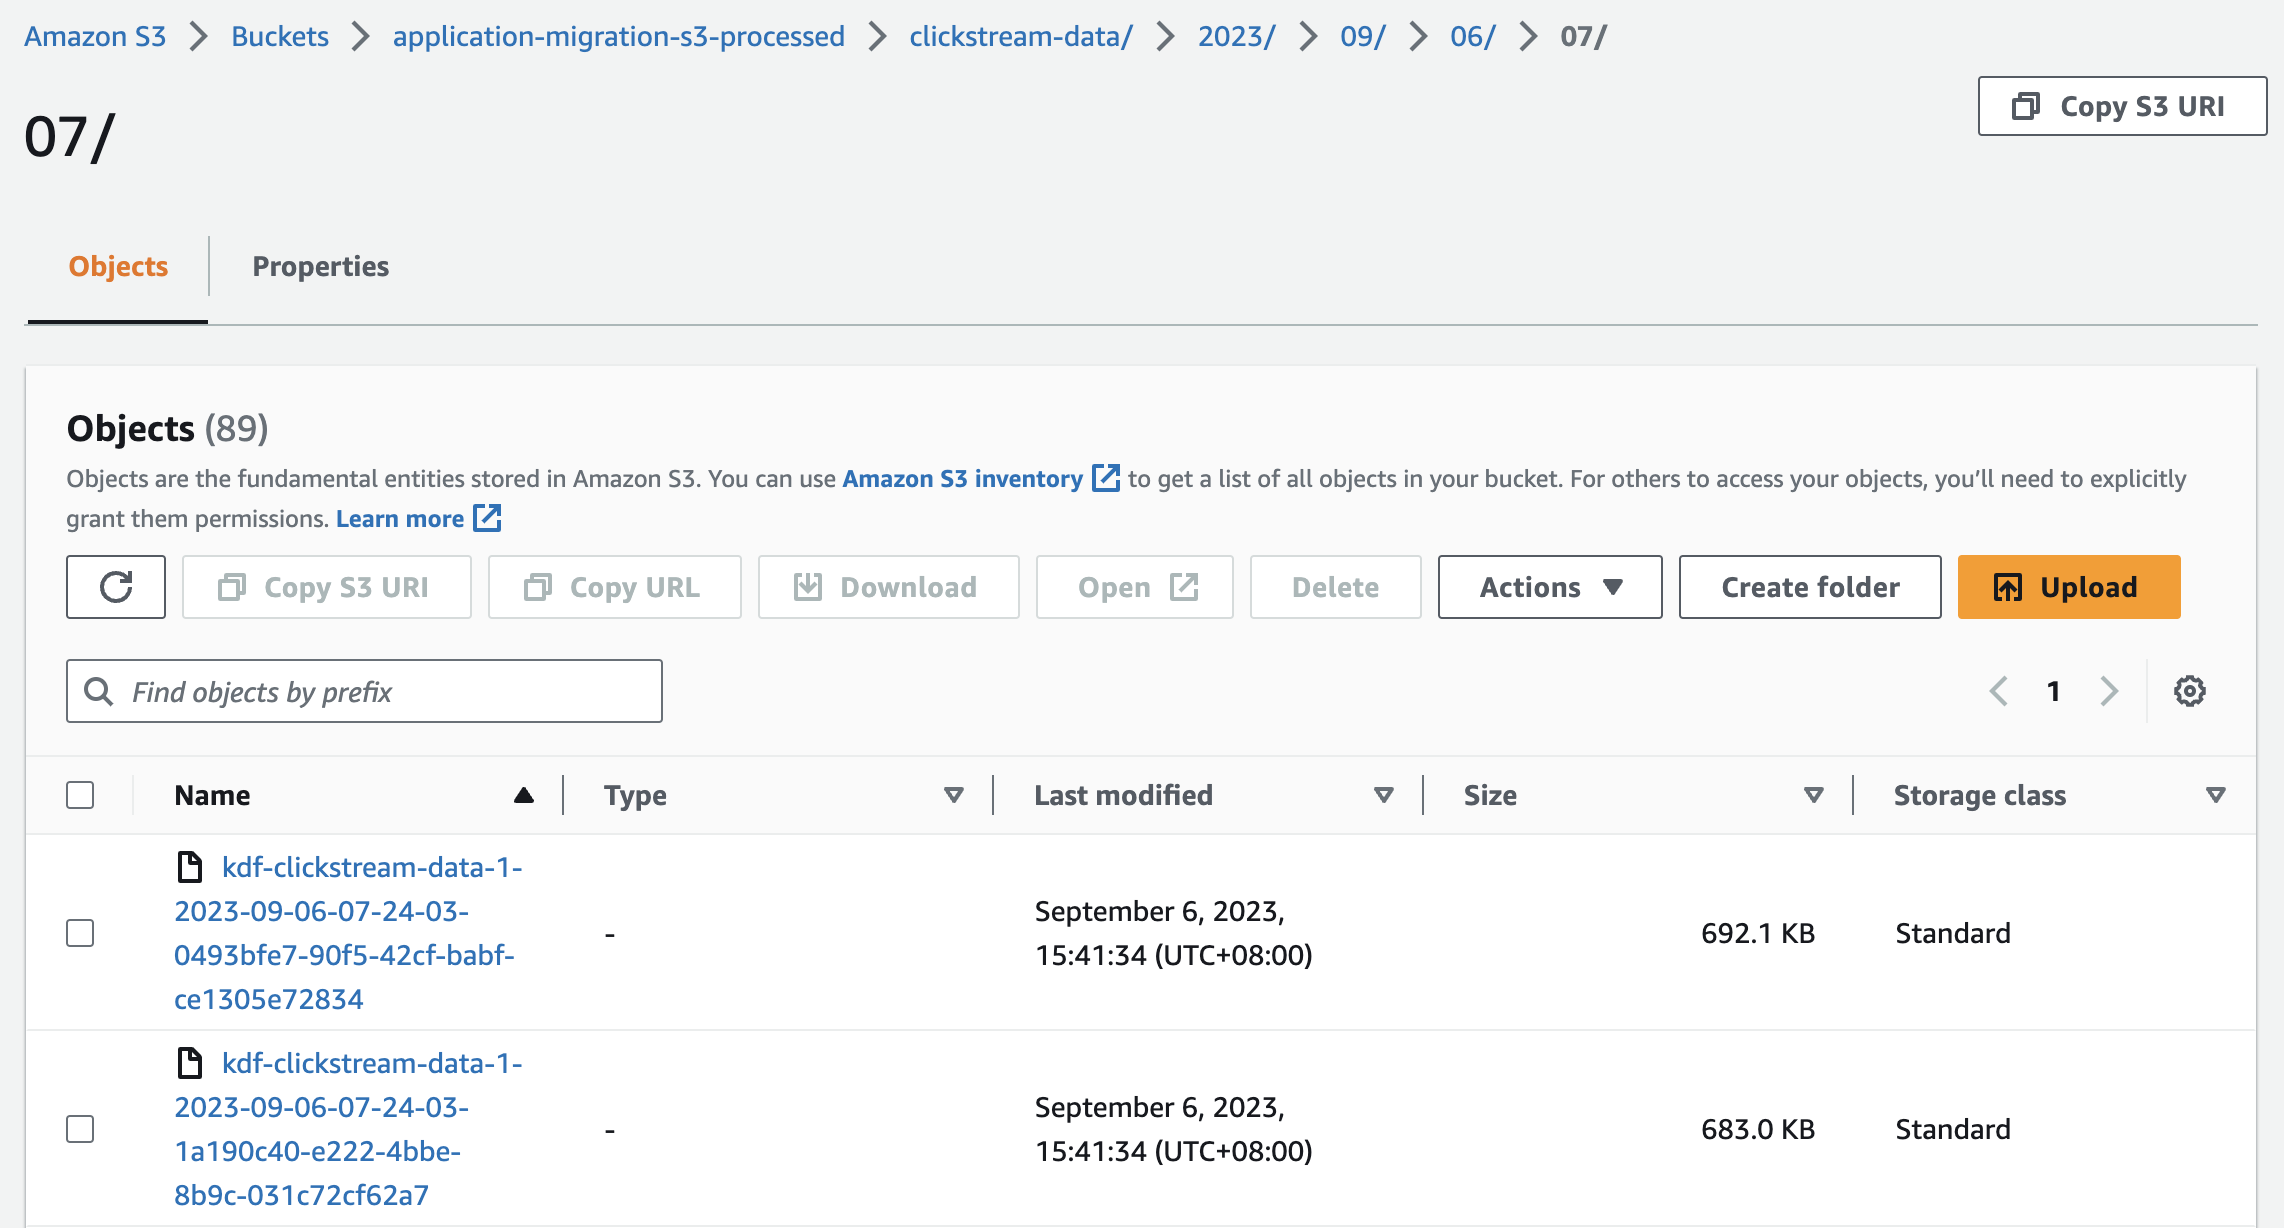 Amazon S3 > Buckets > application-migration-s3-processed > clickstream-data/ > 2023/ > 09/ > 06/ > 07/
07/
Copy S3 URI
Objects
Properties
Objects (89)
Objects are the fundamental entities stored in Amazon S3. You can use Amazon S3 inventory to get a list of all objects in your bucket. For others to access your objects, you’ll need to explicitly
grant them permissions. Learn more
Copy S3 URI
Copy URL
Download
Open
Delete
Actions
Create folder
Upload
Find objects by prefix
1
Name
Type
Last modified
Size
Storage class
kdf-clickstream-data-1-
2023-09-06-07-24-03-
0493bfe7-90f5-42cf-babf-
ce1305e72834
-
September 6, 2023,
15:41:34 (UTC+08:00)
692.1 KB
Standard
kdf-clickstream-data-1-
2023-09-06-07-24-03-
1a190c40-e222-4bbe-
8b9c-031c72cf62a7
-
September 6, 2023,
15:41:34 (UTC+08:00)
683.0 KB
Standard